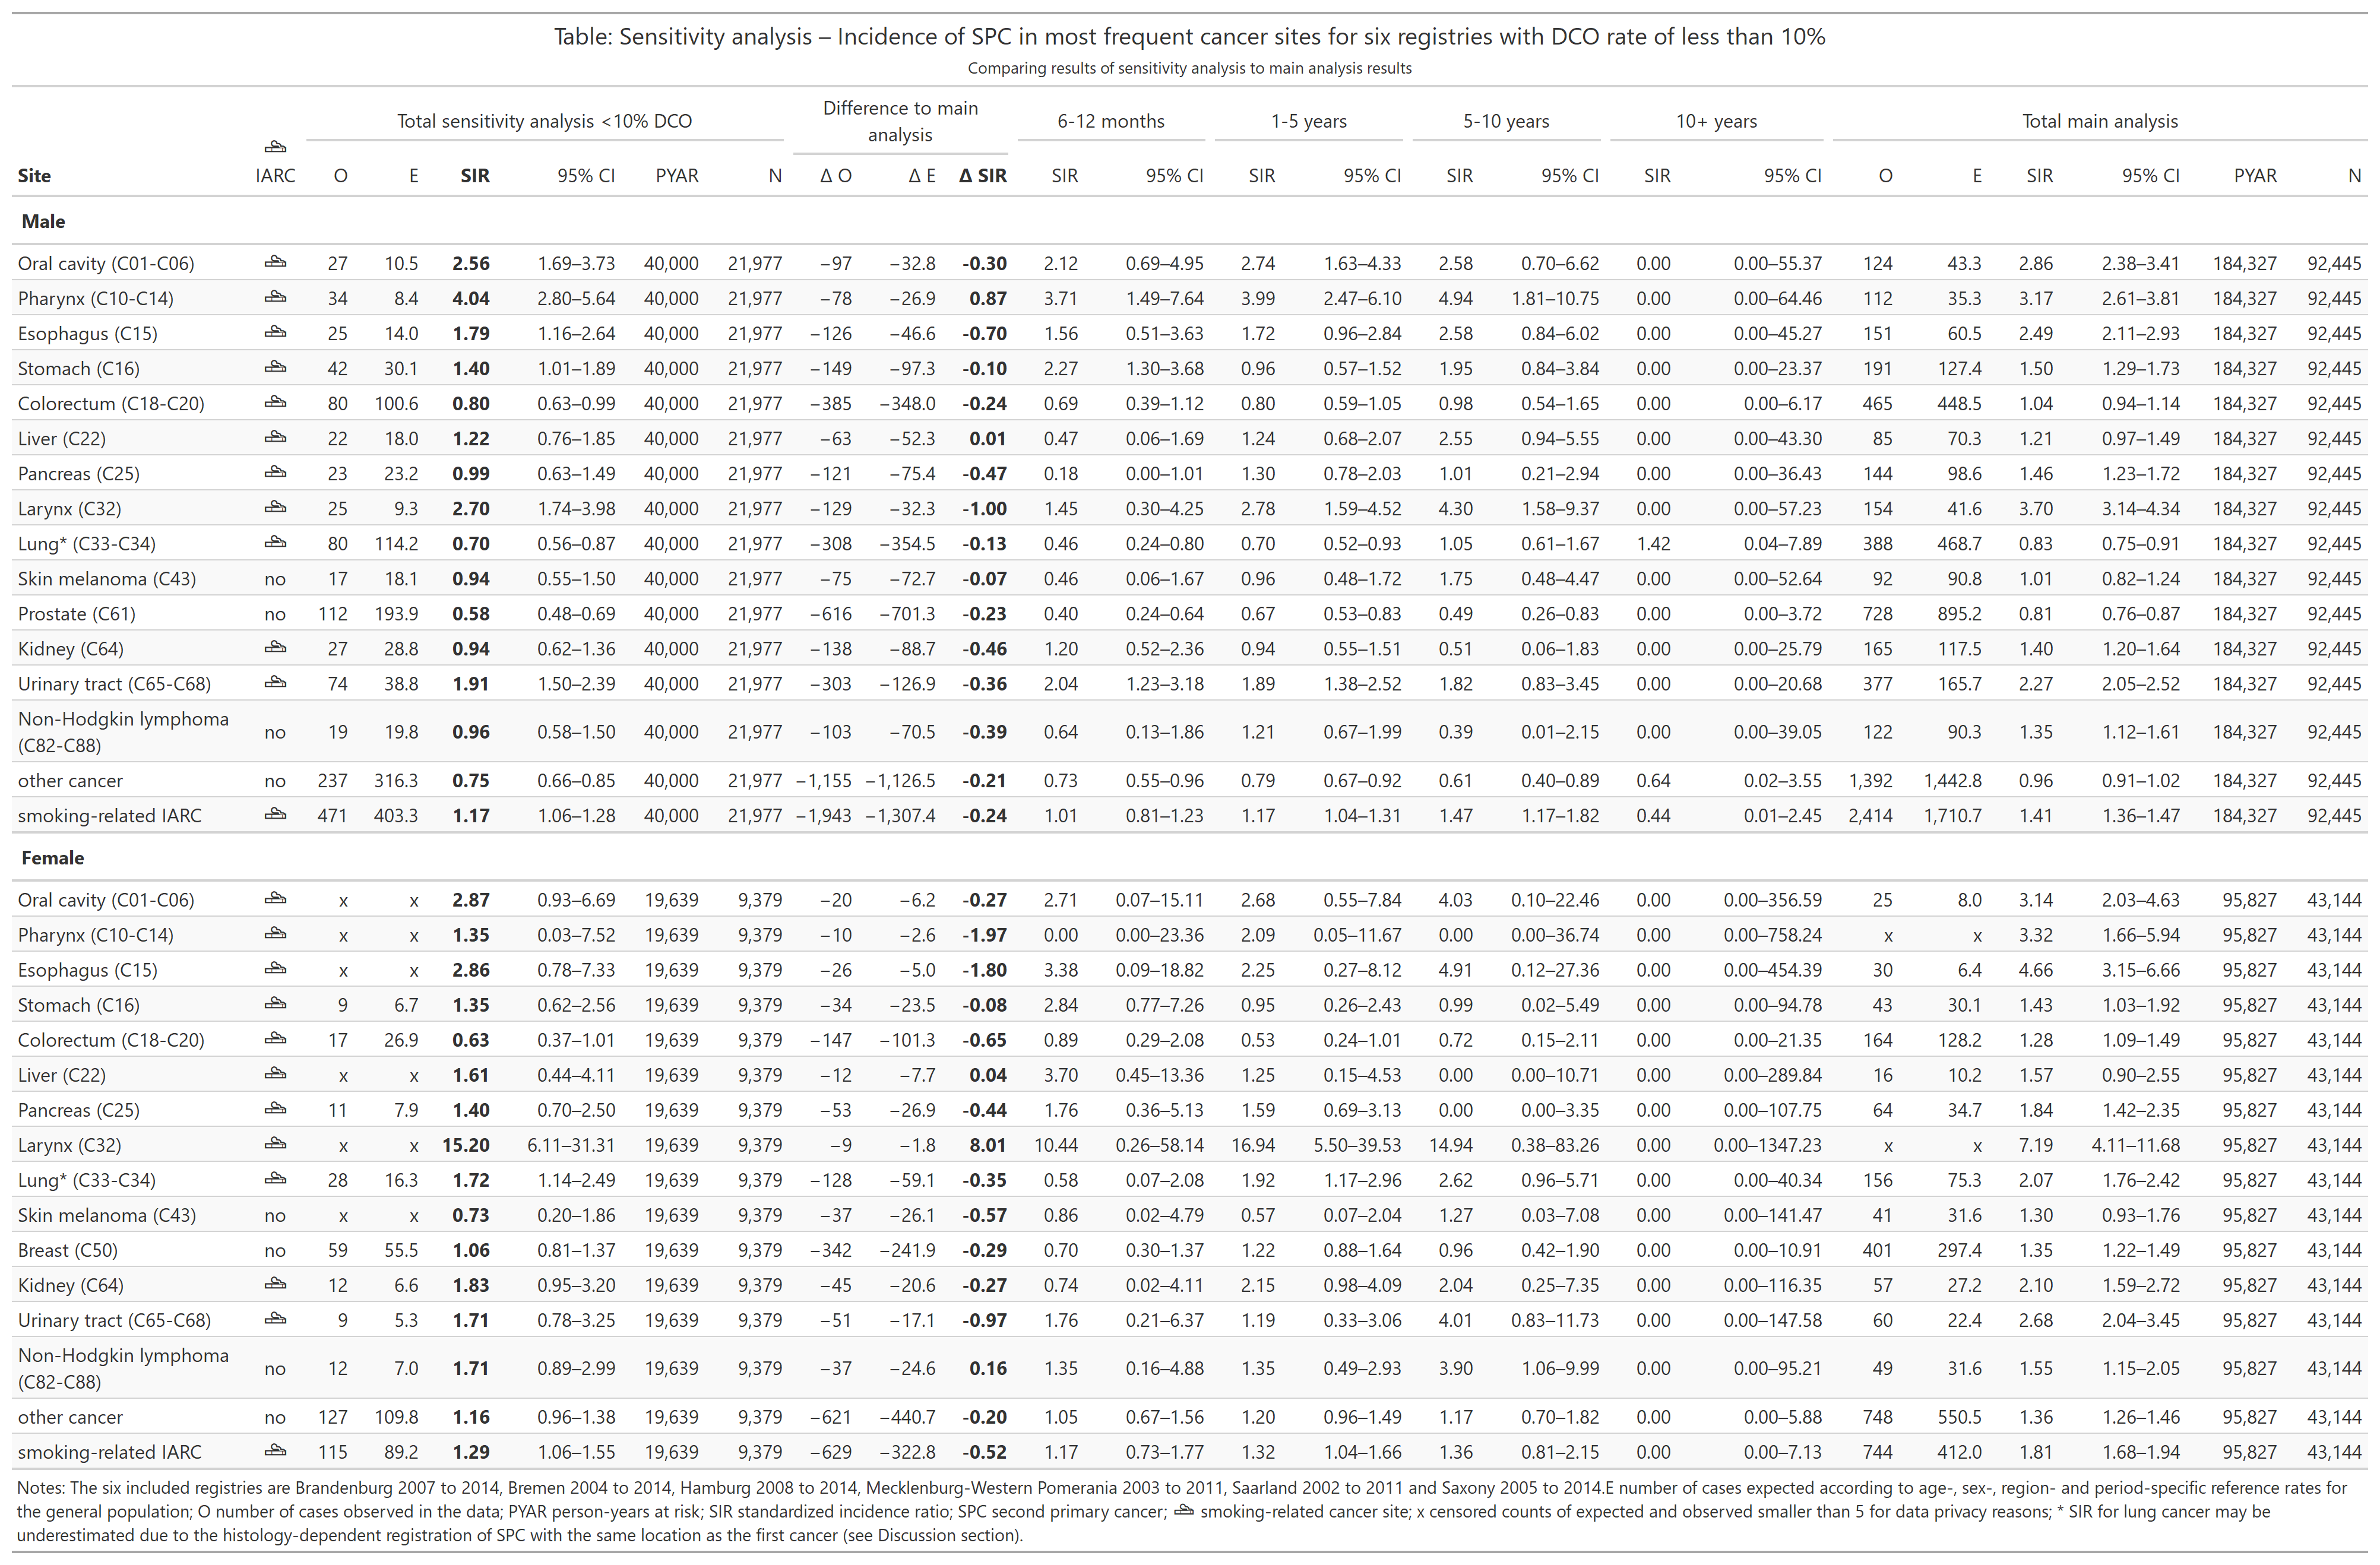 Table: Sensitivity analysis – Incidence of SPC in most frequent cancer sites for six registries with DCO rate of less than 10%
Comparing results of sensitivity analysis to main analysis results
Total sensitivity analysis <10% DCO Difference to main analysis 6-12 months 1-5 years 5-10 years 10+ years Total main analysis
Site IARC O E SIR 95% CI PYAR N Δ O Δ E Δ SIR SIR 95% CI SIR 95% CI SIR 95% CI SIR 95% CI O E SIR 95% CI PYAR N
Male
Oral cavity (C01-C06) 27 10.5 2.56 1.69–3.73 40,000 21,977 −97 −32.8 -0.30 2.12 0.69–4.95 2.74 1.63–4.33 2.58 0.70–6.62 0.00 0.00–55.37 124 43.3 2.86 2.38–3.41 184,327 92,445
Pharynx (C10-C14) 34 8.4 4.04 2.80–5.64 40,000 21,977 −78 −26.9 0.87 3.71 1.49–7.64 3.99 2.47–6.10 4.94 1.81–10.75 0.00 0.00–64.46 112 35.3 3.17 2.61–3.81 184,327 92,445
Esophagus (C15) 25 14.0 1.79 1.16–2.64 40,000 21,977 −126 −46.6 -0.70 1.56 0.51–3.63 1.72 0.96–2.84 2.58 0.84–6.02 0.00 0.00–45.27 151 60.5 2.49 2.11–2.93 184,327 92,445
Stomach (C16) 42 30.1 1.40 1.01–1.89 40,000 21,977 −149 −97.3 -0.10 2.27 1.30–3.68 0.96 0.57–1.52 1.95 0.84–3.84 0.00 0.00–23.37 191 127.4 1.50 1.29–1.73 184,327 92,445
Colorectum (C18-C20) 80 100.6 0.80 0.63–0.99 40,000 21,977 −385 −348.0 -0.24 0.69 0.39–1.12 0.80 0.59–1.05 0.98 0.54–1.65 0.00 0.00–6.17 465 448.5 1.04 0.94–1.14 184,327 92,445
Liver (C22) 22 18.0 1.22 0.76–1.85 40,000 21,977 −63 −52.3 0.01 0.47 0.06–1.69 1.24 0.68–2.07 2.55 0.94–5.55 0.00 0.00–43.30 85 70.3 1.21 0.97–1.49 184,327 92,445
Pancreas (C25) 23 23.2 0.99 0.63–1.49 40,000 21,977 −121 −75.4 -0.47 0.18 0.00–1.01 1.30 0.78–2.03 1.01 0.21–2.94 0.00 0.00–36.43 144 98.6 1.46 1.23–1.72 184,327 92,445
Larynx (C32) 25 9.3 2.70 1.74–3.98 40,000 21,977 −129 −32.3 -1.00 1.45 0.30–4.25 2.78 1.59–4.52 4.30 1.58–9.37 0.00 0.00–57.23 154 41.6 3.70 3.14–4.34 184,327 92,445
Lung* (C33-C34) 80 114.2 0.70 0.56–0.87 40,000 21,977 −308 −354.5 -0.13 0.46 0.24–0.80 0.70 0.52–0.93 1.05 0.61–1.67 1.42 0.04–7.89 388 468.7 0.83 0.75–0.91 184,327 92,445
Skin melanoma (C43) no 17 18.1 0.94 0.55–1.50 40,000 21,977 −75 −72.7 -0.07 0.46 0.06–1.67 0.96 0.48–1.72 1.75 0.48–4.47 0.00 0.00–52.64 92 90.8 1.01 0.82–1.24 184,327 92,445
Prostate (C61) no 112 193.9 0.58 0.48–0.69 40,000 21,977 −616 −701.3 -0.23 0.40 0.24–0.64 0.67 0.53–0.83 0.49 0.26–0.83 0.00 0.00–3.72 728 895.2 0.81 0.76–0.87 184,327 92,445
Kidney (C64) 27 28.8 0.94 0.62–1.36 40,000 21,977 −138 −88.7 -0.46 1.20 0.52–2.36 0.94 0.55–1.51 0.51 0.06–1.83 0.00 0.00–25.79 165 117.5 1.40 1.20–1.64 184,327 92,445
Urinary tract (C65-C68) 74 38.8 1.91 1.50–2.39 40,000 21,977 −303 −126.9 -0.36 2.04 1.23–3.18 1.89 1.38–2.52 1.82 0.83–3.45 0.00 0.00–20.68 377 165.7 2.27 2.05–2.52 184,327 92,445
Non-Hodgkin lymphoma (C82-C88) no 19 19.8 0.96 0.58–1.50 40,000 21,977 −103 −70.5 -0.39 0.64 0.13–1.86 1.21 0.67–1.99 0.39 0.01–2.15 0.00 0.00–39.05 122 90.3 1.35 1.12–1.61 184,327 92,445
other cancer no 237 316.3 0.75 0.66–0.85 40,000 21,977 −1,155 −1,126.5 -0.21 0.73 0.55–0.96 0.79 0.67–0.92 0.61 0.40–0.89 0.64 0.02–3.55 1,392 1,442.8 0.96 0.91–1.02 184,327 92,445
smoking-related IARC 471 403.3 1.17 1.06–1.28 40,000 21,977 −1,943 −1,307.4 -0.24 1.01 0.81–1.23 1.17 1.04–1.31 1.47 1.17–1.82 0.44 0.01–2.45 2,414 1,710.7 1.41 1.36–1.47 184,327 92,445
Female
Oral cavity (C01-C06) x x 2.87 0.93–6.69 19,639 9,379 −20 −6.2 -0.27 2.71 0.07–15.11 2.68 0.55–7.84 4.03 0.10–22.46 0.00 0.00–356.59 25 8.0 3.14 2.03–4.63 95,827 43,144
Pharynx (C10-C14) x x 1.35 0.03–7.52 19,639 9,379 −10 −2.6 -1.97 0.00 0.00–23.36 2.09 0.05–11.67 0.00 0.00–36.74 0.00 0.00–758.24 x x 3.32 1.66–5.94 95,827 43,144
Esophagus (C15) x x 2.86 0.78–7.33 19,639 9,379 −26 −5.0 -1.80 3.38 0.09–18.82 2.25 0.27–8.12 4.91 0.12–27.36 0.00 0.00–454.39 30 6.4 4.66 3.15–6.66 95,827 43,144
Stomach (C16) 9 6.7 1.35 0.62–2.56 19,639 9,379 −34 −23.5 -0.08 2.84 0.77–7.26 0.95 0.26–2.43 0.99 0.02–5.49 0.00 0.00–94.78 43 30.1 1.43 1.03–1.92 95,827 43,144
Colorectum (C18-C20) 17 26.9 0.63 0.37–1.01 19,639 9,379 −147 −101.3 -0.65 0.89 0.29–2.08 0.53 0.24–1.01 0.72 0.15–2.11 0.00 0.00–21.35 164 128.2 1.28 1.09–1.49 95,827 43,144
Liver (C22) x x 1.61 0.44–4.11 19,639 9,379 −12 −7.7 0.04 3.70 0.45–13.36 1.25 0.15–4.53 0.00 0.00–10.71 0.00 0.00–289.84 16 10.2 1.57 0.90–2.55 95,827 43,144
Pancreas (C25) 11 7.9 1.40 0.70–2.50 19,639 9,379 −53 −26.9 -0.44 1.76 0.36–5.13 1.59 0.69–3.13 0.00 0.00–3.35 0.00 0.00–107.75 64 34.7 1.84 1.42–2.35 95,827 43,144
Larynx (C32) x x 15.20 6.11–31.31 19,639 9,379 −9 −1.8 8.01 10.44 0.26–58.14 16.94 5.50–39.53 14.94 0.38–83.26 0.00 0.00–1347.23 x x 7.19 4.11–11.68 95,827 43,144
Lung* (C33-C34) 28 16.3 1.72 1.14–2.49 19,639 9,379 −128 −59.1 -0.35 0.58 0.07–2.08 1.92 1.17–2.96 2.62 0.96–5.71 0.00 0.00–40.34 156 75.3 2.07 1.76–2.42 95,827 43,144
Skin melanoma (C43) no x x 0.73 0.20–1.86 19,639 9,379 −37 −26.1 -0.57 0.86 0.02–4.79 0.57 0.07–2.04 1.27 0.03–7.08 0.00 0.00–141.47 41 31.6 1.30 0.93–1.76 95,827 43,144
Breast (C50) no 59 55.5 1.06 0.81–1.37 19,639 9,379 −342 −241.9 -0.29 0.70 0.30–1.37 1.22 0.88–1.64 0.96 0.42–1.90 0.00 0.00–10.91 401 297.4 1.35 1.22–1.49 95,827 43,144
Kidney (C64) 12 6.6 1.83 0.95–3.20 19,639 9,379 −45 −20.6 -0.27 0.74 0.02–4.11 2.15 0.98–4.09 2.04 0.25–7.35 0.00 0.00–116.35 57 27.2 2.10 1.59–2.72 95,827 43,144
Urinary tract (C65-C68) 9 5.3 1.71 0.78–3.25 19,639 9,379 −51 −17.1 -0.97 1.76 0.21–6.37 1.19 0.33–3.06 4.01 0.83–11.73 0.00 0.00–147.58 60 22.4 2.68 2.04–3.45 95,827 43,144
Non-Hodgkin lymphoma (C82-C88) no 12 7.0 1.71 0.89–2.99 19,639 9,379 −37 −24.6 0.16 1.35 0.16–4.88 1.35 0.49–2.93 3.90 1.06–9.99 0.00 0.00–95.21 49 31.6 1.55 1.15–2.05 95,827 43,144
other cancer no 127 109.8 1.16 0.96–1.38 19,639 9,379 −621 −440.7 -0.20 1.05 0.67–1.56 1.20 0.96–1.49 1.17 0.70–1.82 0.00 0.00–5.88 748 550.5 1.36 1.26–1.46 95,827 43,144
smoking-related IARC 115 89.2 1.29 1.06–1.55 19,639 9,379 −629 −322.8 -0.52 1.17 0.73–1.77 1.32 1.04–1.66 1.36 0.81–2.15 0.00 0.00–7.13 744 412.0 1.81 1.68–1.94 95,827 43,144
Notes: The six included registries are Brandenburg 2007 to 2014, Bremen 2004 to 2014, Hamburg 2008 to 2014, Mecklenburg-Western Pomerania 2003 to 2011, Saarland 2002 to 2011 and Saxony 2005 to 2014.E number of cases expected according to age-, sex-, region- and period-specific reference rates for
the general population; O number of cases observed in the data; PYAR person-years at risk; SIR standardized incidence ratio; SPC second primary cancer; smoking-related cancer site; x censored counts of expected and observed smaller than 5 for data privacy reasons; * SIR for lung cancer may be
underestimated due to the histology-dependent registration of SPC with the same location as the first cancer (see Discussion section).